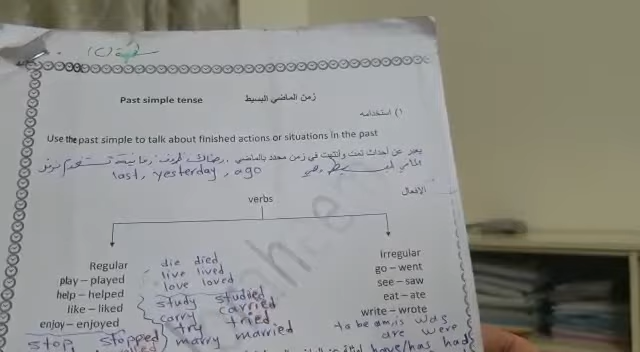 Past simple tense زمن الماضي البسيط
١) استخدامه
Use the past simple to talk about finished actions or situations in the past
يعبر عن أحداث تمت وانتهت في زمن محدد بالماضي
last, yesterday, ago
الافعال
verbs
Regular
play – played
help – helped
like – liked
enjoy – enjoyed
stop stopped
die died
live lived
love loved
study studied
carry carried
try tried
marry married
Irregular
go – went
see – saw
eat – ate
write – wrote
to be am, is was
are were
have/has had